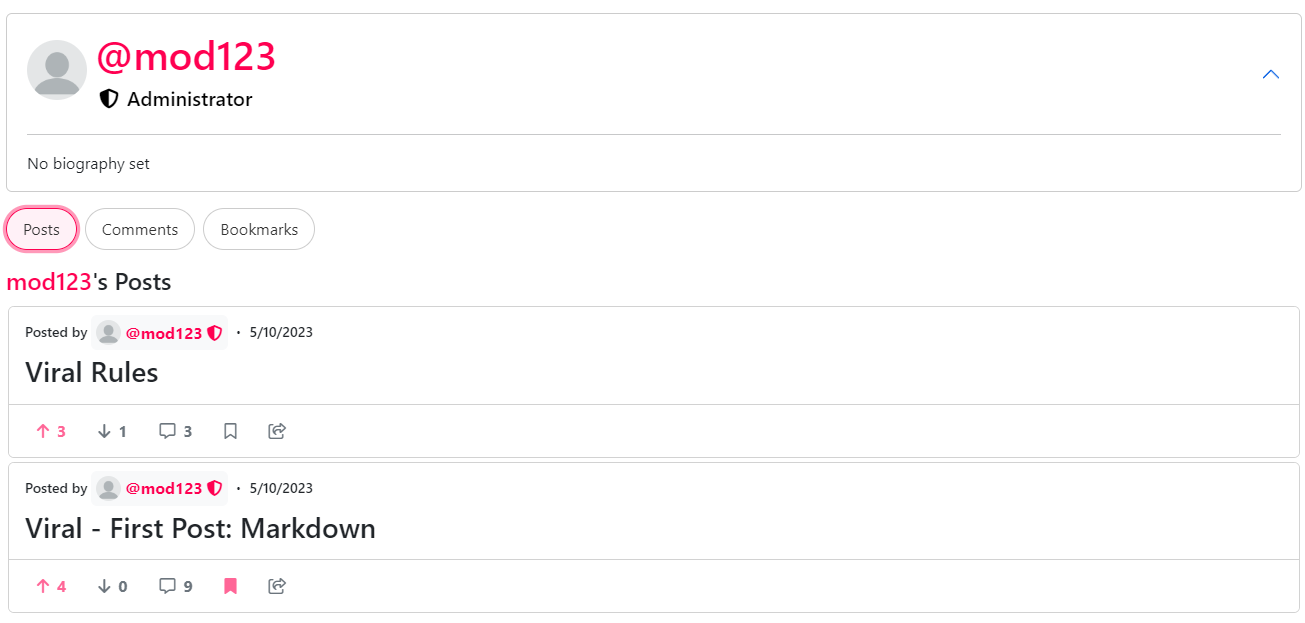 @mod123
Administrator
No biography set
Posts Comments Bookmarks
mod123's Posts
Posted by @mod123 • 5/10/2023
Viral Rules
3 1 3
Posted by @mod123 • 5/10/2023
Viral - First Post: Markdown
4 0 9